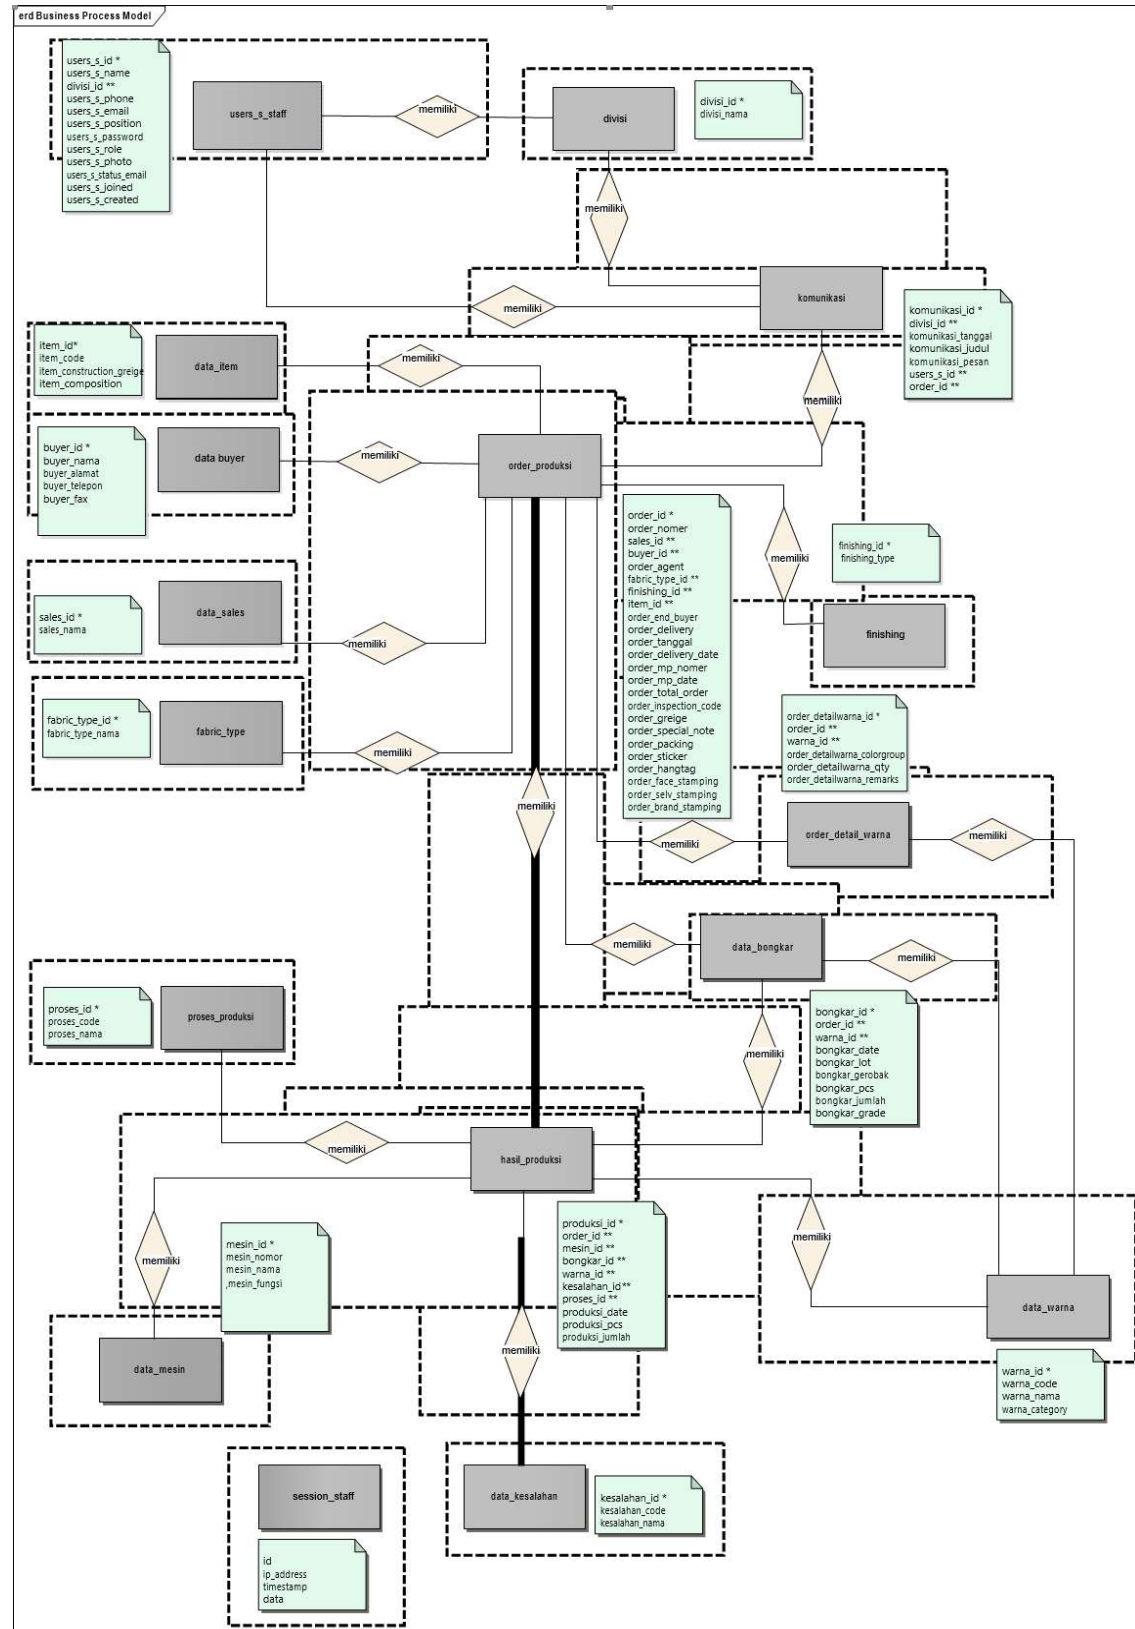 erd Business Process Model
users_s_id *
users_s_name
divisi_id **
users_s_phone
users_s_email
users_s_position
users_s_password
users_s_role
users_s_photo
users_s_status_email
users_s_joined
users_s_created
users_s_staff
memiliki
divisi
divisi_id *
divisi_nama
memiliki
memiliki
komunikasi
komunikasi_id *
divisi_id **
komunikasi_tanggal
komunikasi_judul
komunikasi_pesan
users_s_id **
order_id **
item_id*
item_code
item_construction_greige
item_composition
data_item
memiliki
memiliki
buyer_id *
buyer_nama
buyer_alamat
buyer_telepon
buyer_fax
data buyer
memiliki
order_produksi
order_id *
order_nomer
sales_id **
buyer_id **
order_agent
fabric_type_id **
finishing_id **
item_id **
order_end_buyer
order_delivery
order_tanggal
order_delivery_date
order_mp_nomer
order_mp_date
order_total_order
order_inspection_code
order_greige
order_special_note
order_packing
order_sticker
order_hangtag
order_face_stamping
order_selv_stamping
order_brand_stamping
memiliki
finishing_id *
finishing_type
finishing
sales_id *
sales_nama
data_sales
memiliki
fabric_type_id *
fabric_type_nama
fabric_type
memiliki
order_detailwarna_id *
order_id **
warna_id **
order_detailwarna_colorgroup
order_detailwarna_qty
order_detailwarna_remarks
memiliki
memiliki
order_detail_warna
memiliki
memiliki
data_bongkar
memiliki
proses_id *
proses_code
proses_nama
proses_produksi
memiliki
bongkar_id *
order_id **
warna_id **
bongkar_date
bongkar_lot
bongkar_gerobak
bongkar_pcs
bongkar_jumlah
bongkar_grade
memiliki
hasil_produksi
produksi_id *
order_id **
mesin_id **
bongkar_id **
warna_id **
kesalahan_id**
proses_id **
produksi_date
produksi_pcs
produksi_jumlah
memiliki
mesin_id *
mesin_nomor
mesin_nama
,mesin_fungsi
memiliki
data_warna
data_mesin
memiliki
warna_id *
warna_code
warna_nama
warna_category
session_staff
id
ip_address
timestamp
data
data_kesalahan
kesalahan_id *
kesalahan_code
kesalahan_nama